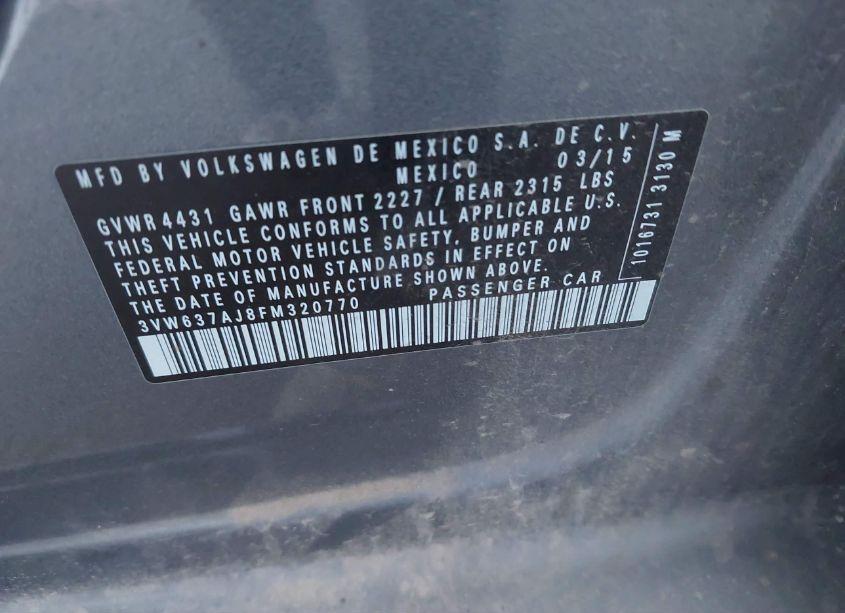 MFD BY VOLKSWAGEN DE MEXICO S.A. DE C.V.
MEXICO 03/15
GVWR 4431 GAWR FRONT 2227 / REAR 2315 LBS
THIS VEHICLE CONFORMS TO ALL APPLICABLE U.S.
FEDERAL MOTOR VEHICLE SAFETY, BUMPER AND
THEFT PREVENTION STANDARDS IN EFFECT ON
THE DATE OF MANUFACTURE SHOWN ABOVE.
3VW637AJ8FM320770 PASSENGER CAR
1016731 3130 M